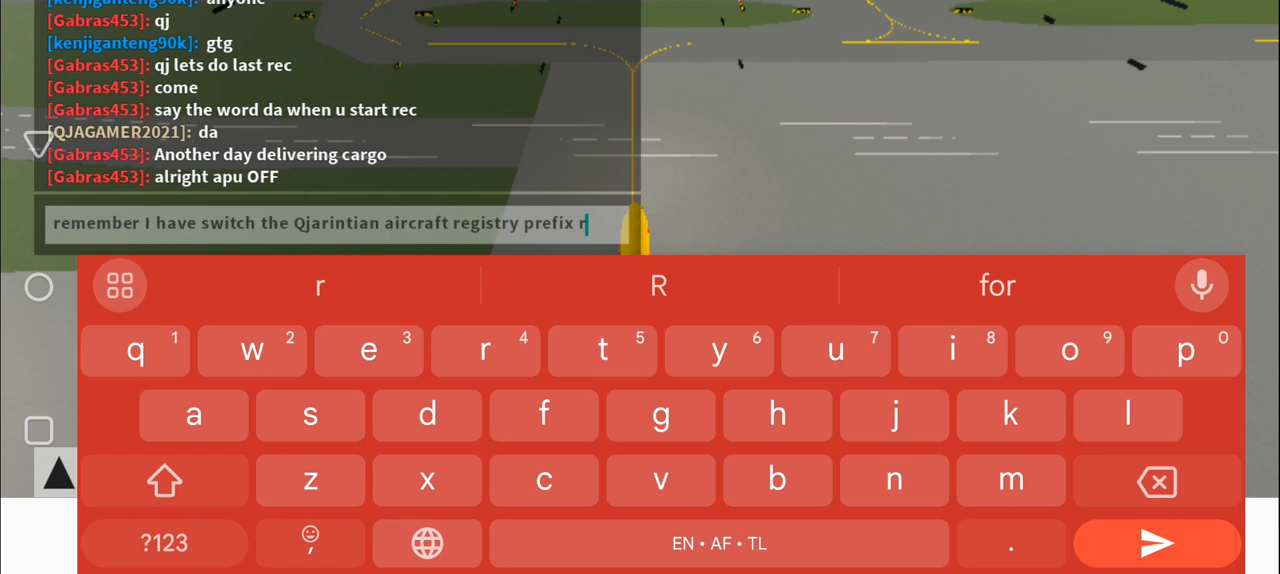 [kenjiganteng90k]: anyone
[Gabras453]: qj
[kenjiganteng90k]: gtg
[Gabras453]: qj lets do last rec
[Gabras453]: come
[Gabras453]: say the word da when u start rec
[QJAGAMER2021]: da
[Gabras453]: Another day delivering cargo
[Gabras453]: alright apu OFF
remember I have switch the Qjarintian aircraft registry prefix r
r R for
q 1 w 2 e 3 r 4 t 5 y 6 u 7 i 8 o 9 p 0
a s d f g h j k l
z x c v b n m
?123 , EN • AF • TL .